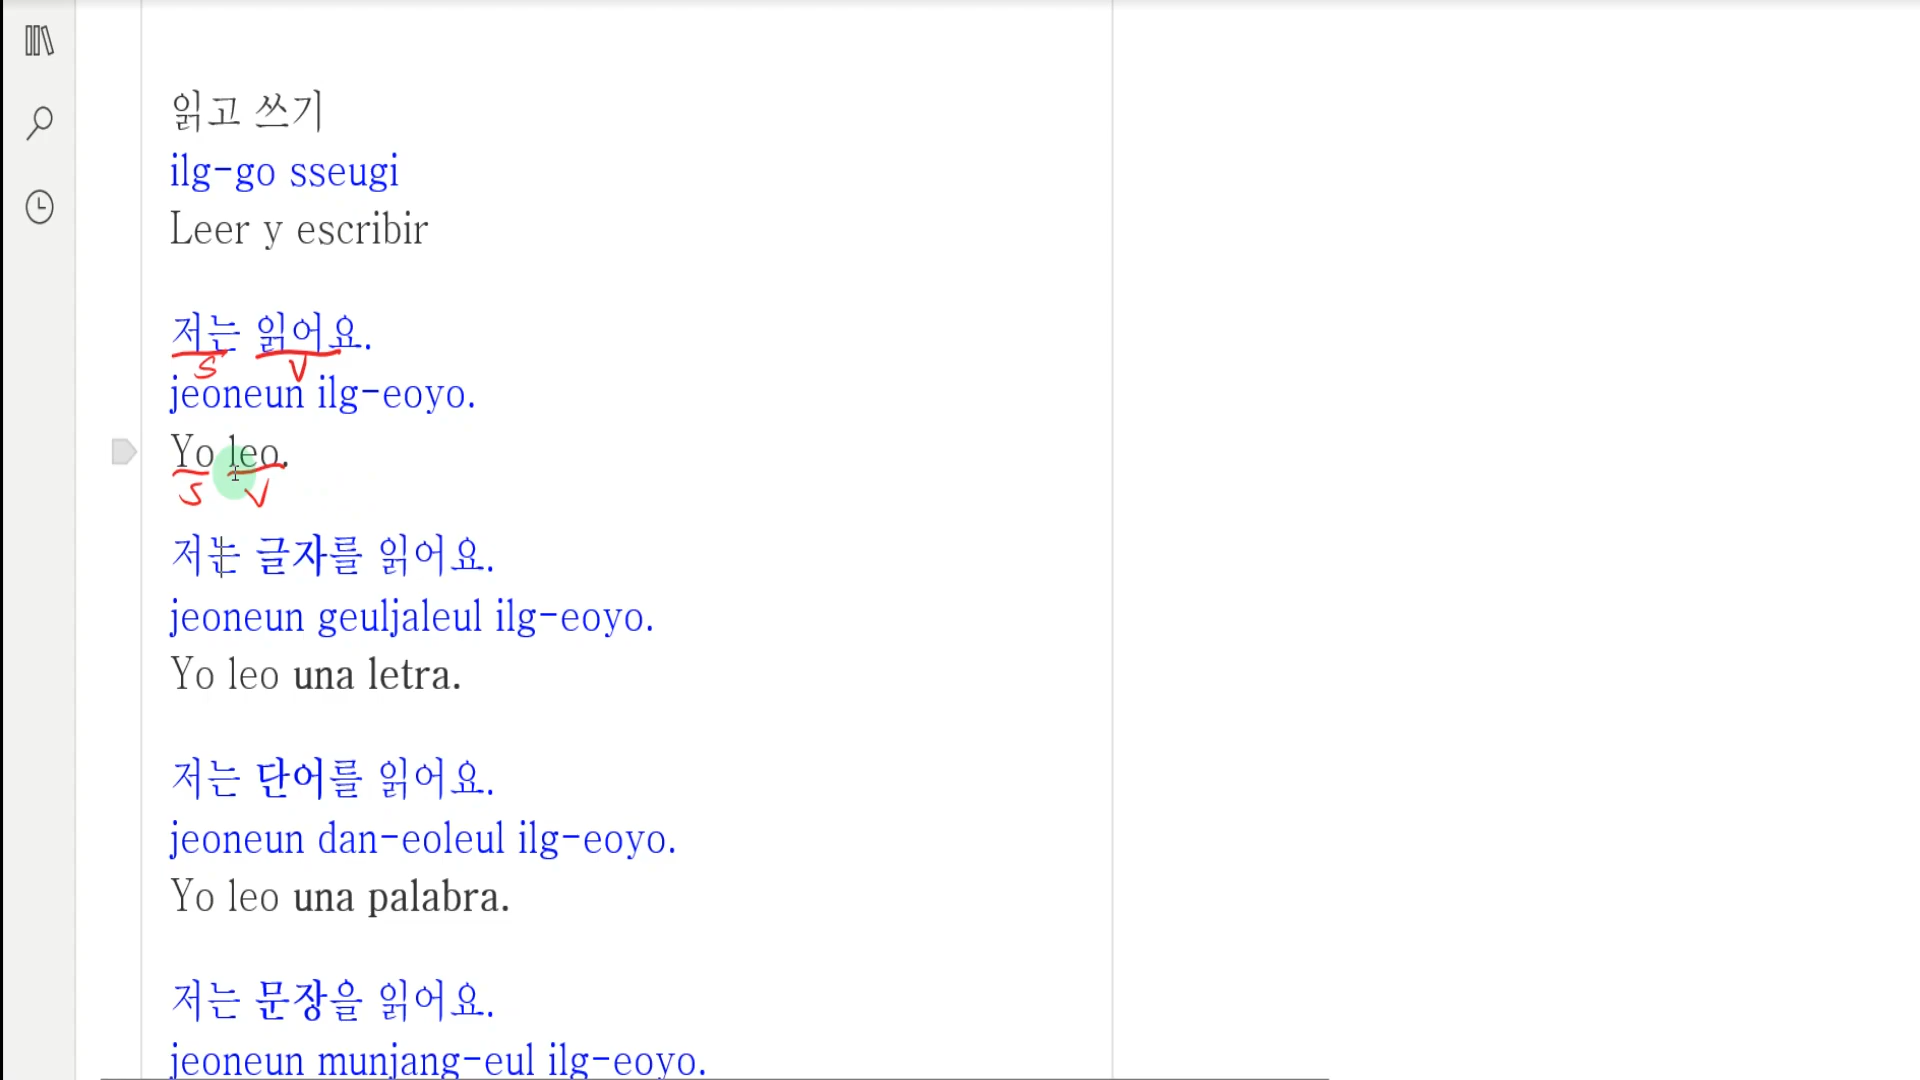 읽고 쓰기
ilg-go sseugi
Leer y escribir
저는 읽어요.
S V
jeoneun ilg-eoyo.
Yo leo.
S V
저는 글자를 읽어요.
jeoneun geuljaleul ilg-eoyo.
Yo leo una letra.
저는 단어를 읽어요.
jeoneun dan-eoleul ilg-eoyo.
Yo leo una palabra.
저는 문장을 읽어요.
jeoneun munjang-eul ilg-eoyo.